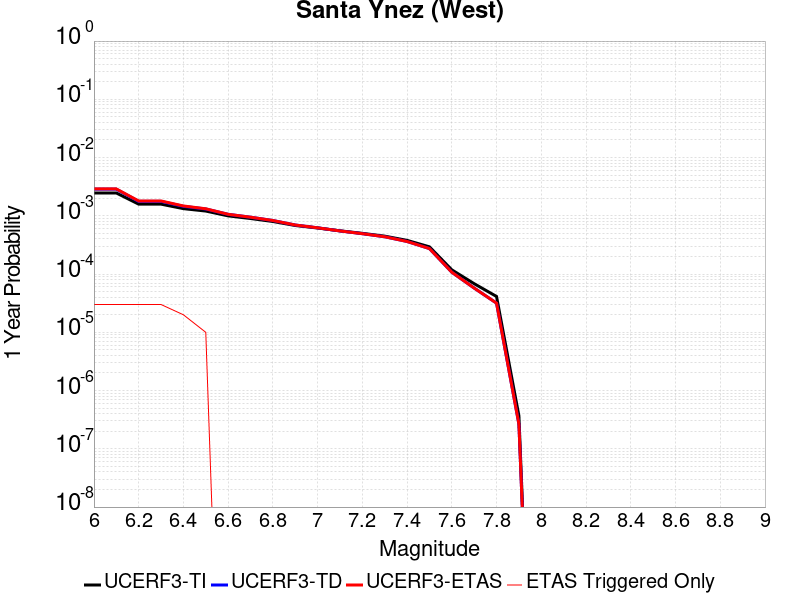 Santa Ynez (West)
10^0
10^-1
10^-2
10^-3
10^-4
10^-5
10^-6
10^-7
10^-8
1 Year Probability
6 6.2 6.4 6.6 6.8 7 7.2 7.4 7.6 7.8 8 8.2 8.4 8.6 8.8 9
Magnitude
UCERF3-TI UCERF3-TD UCERF3-ETAS ETAS Triggered Only